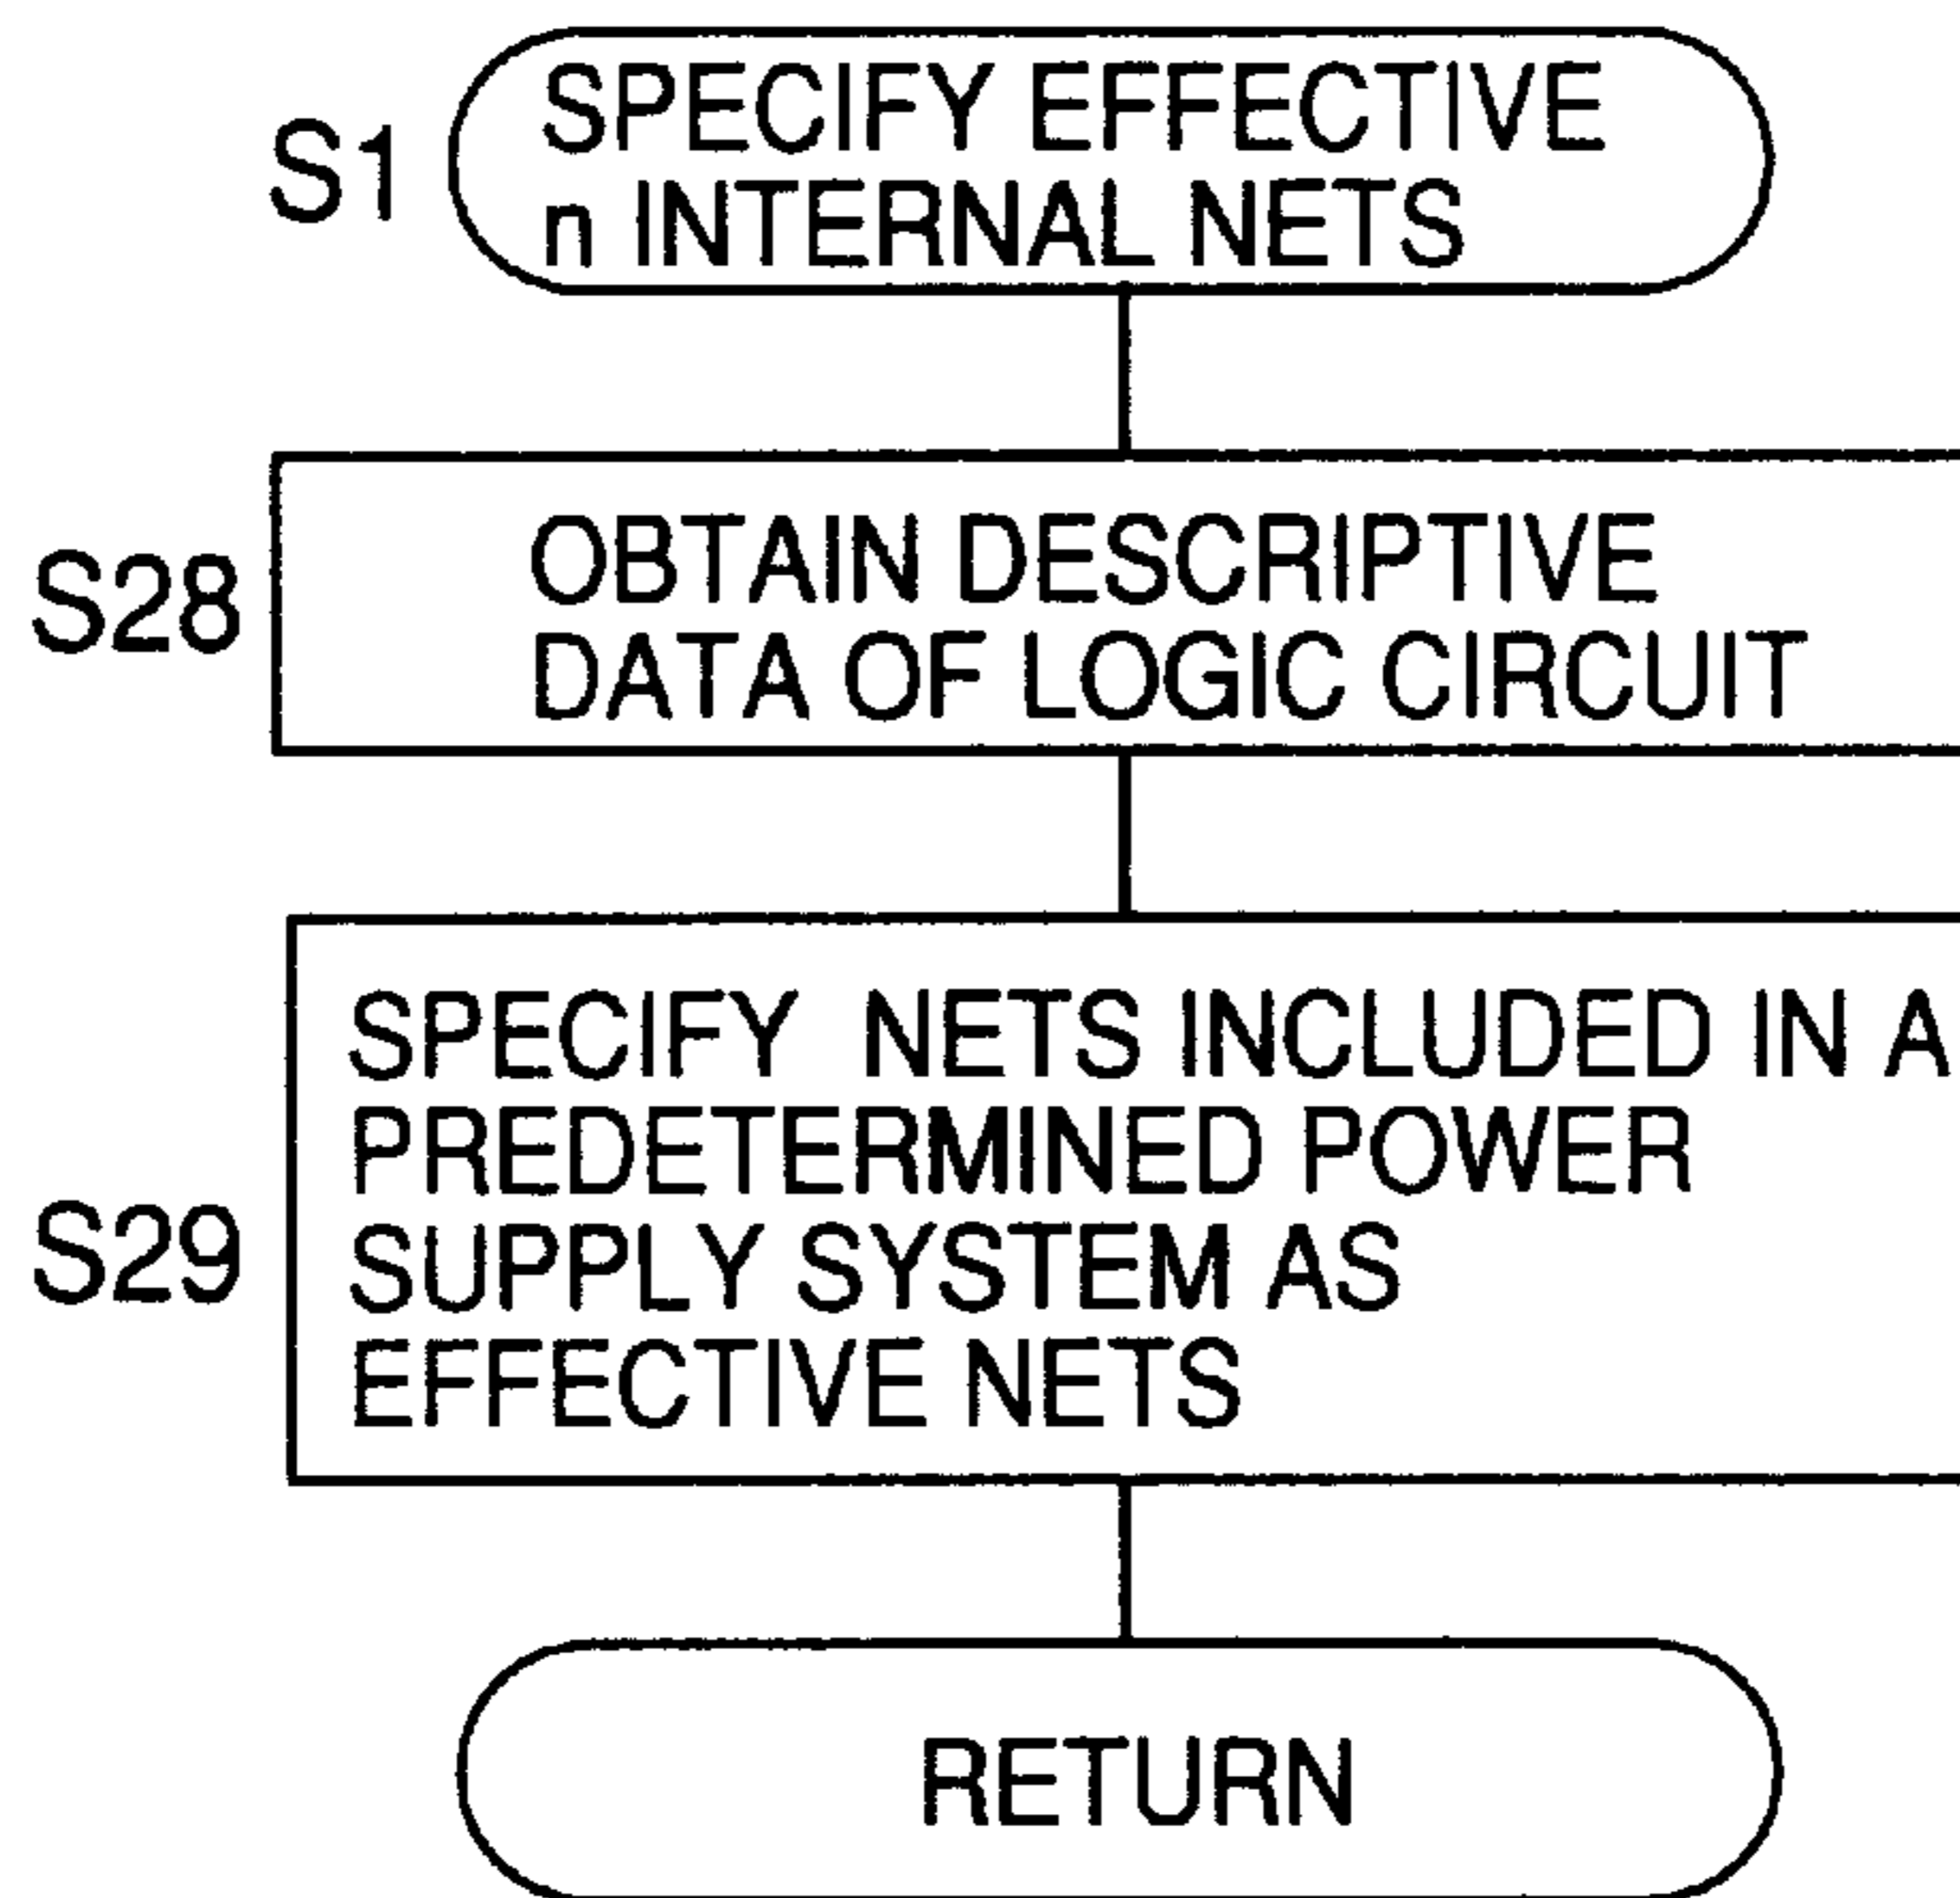 S1
SPECIFY EFFECTIVE
n INTERNAL NETS
S28
OBTAIN DESCRIPTIVE
DATA OF LOGIC CIRCUIT
S29
SPECIFY NETS INCLUDED IN A
PREDETERMINED POWER
SUPPLY SYSTEM AS
EFFECTIVE NETS
RETURN